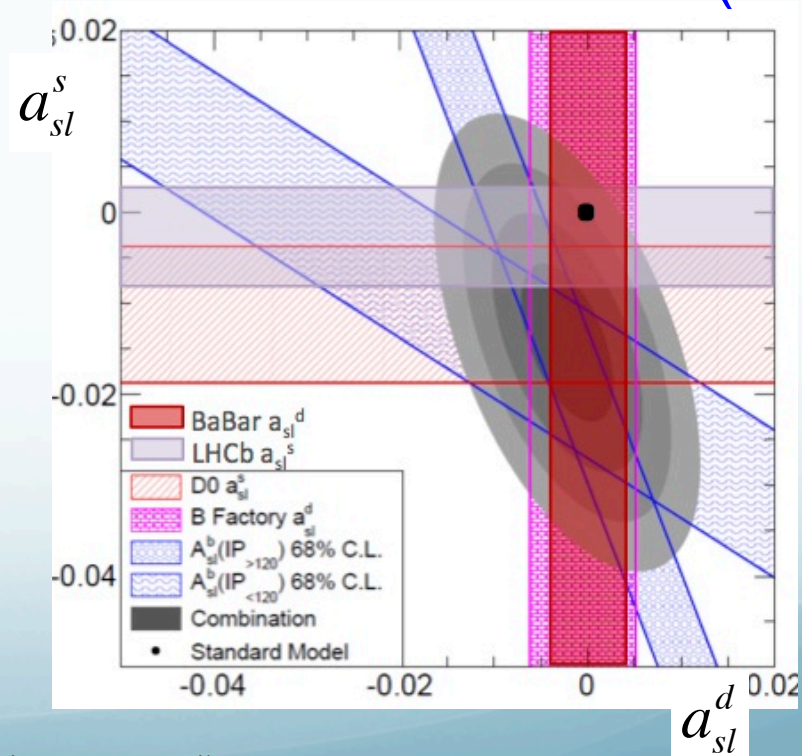 0.02
a_sl^s
0
-0.02
-0.04
BaBar a_sl^d
LHCb a_sl^s
D0 a_sl^s
B Factory a_sl^d
A_sl^b(IP_>120) 68% C.L.
A_sl^b(IP_<120) 68% C.L.
Combination
Standard Model
-0.04 -0.02 0 0.02
a_sl^d